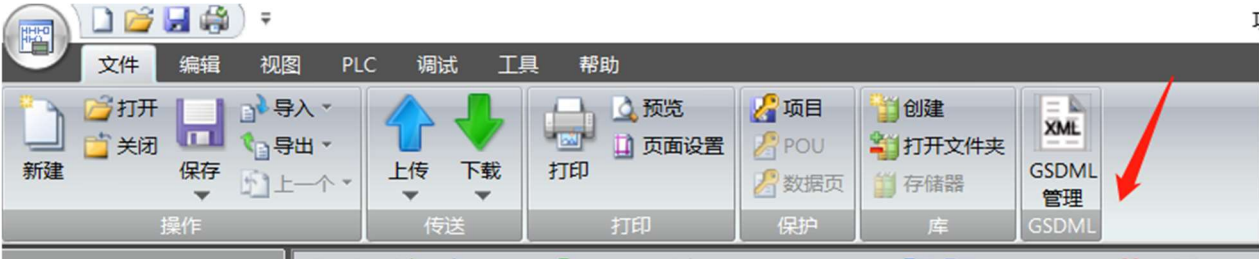 文件 编辑 视图 PLC 调试 工具 帮助
新建 打开 关闭 保存 导入 导出 上一个
上传 下载
打印 预览 页面设置
项目 POU 数据页
创建 打开文件夹 存储器
XML GSDML 管理
操作 传送 打印 保护 库 GSDML